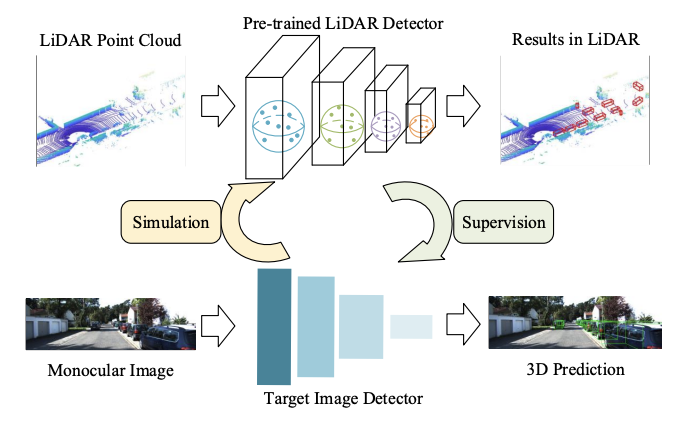 Pre-trained LiDAR Detector
LiDAR Point Cloud
Results in LiDAR
Simulation
Supervision
Monocular Image
3D Prediction
Target Image Detector